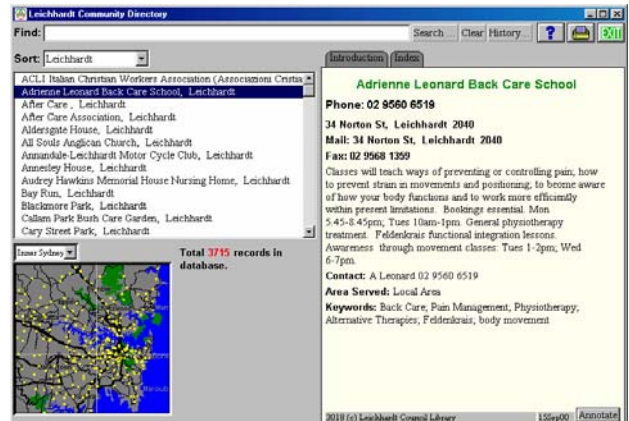 Leichhardt Community Directory
Find: Search... Clear History... ? EXIT
Sort: Leichhardt
Introduction Index
ACLI Italian Christian Workers Association (Associazioni Cristia
Adrienne Leonard Back Care School, Leichhardt
After Care , Leichhardt
After Care Association, Leichhardt
Aldersgate House, Leichhardt
All Souls Anglican Church, Leichhardt
Annandale-Leichhardt Motor Cycle Club, Leichhardt
Annesley House, Leichhardt
Audrey Hawkins Memorial House Nursing Home, Leichhardt
Bay Run, Leichhardt
Blackmore Park, Leichhardt
Callam Park Bush Care Garden, Leichhardt
Cary Street Park, Leichhardt
Inner Sydney
Total 3715 records in
database.
Adrienne Leonard Back Care School
Phone: 02 9560 6519
34 Norton St, Leichhardt 2040
Mail: 34 Norton St, Leichhardt 2040
Fax: 02 9568 1359
Classes will teach ways of preventing or controlling pain; how
to prevent strain in movements and positioning; to become aware
of how your body functions and to work more efficiently
within present limitations. Bookings essential. Mon
5.45-8.45pm; Tues 10am-1pm. General physiotherapy
treatment. Feldenkrais functional integration lessons.
Awareness through movement classes: Tues 1-2pm; Wed
6-7pm.
Contact: A Leonard 02 9560 6519
Area Served: Local Area
Keywords: Back Care; Pain Management; Physiotherapy;
Alternative Therapies; Feldenkrais; body movement
3018 (c) Leichhardt Council Library 15Sep00 Annotate